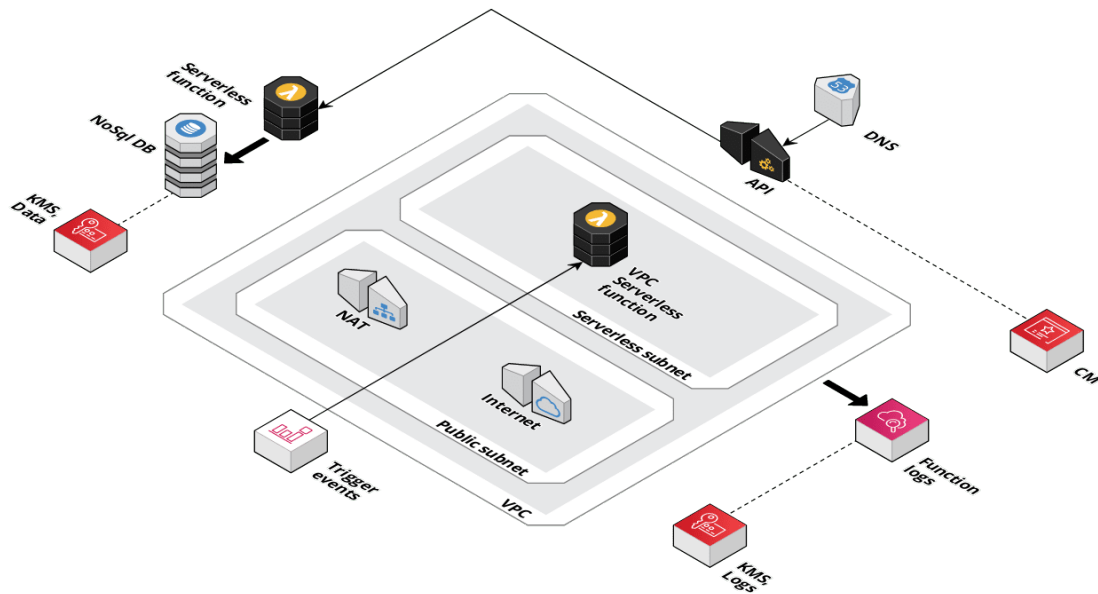 Serverless
function
NoSql DB
KMS,
Data
53
DNS
API
VPC
Serverless
function
Serverless subnet
NAT
Internet
Public subnet
VPC
Trigger
events
CM
Function
logs
KMS,
Logs